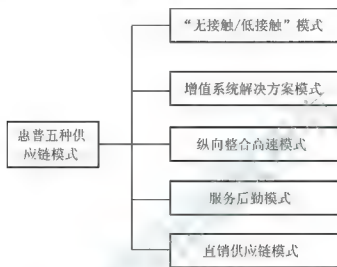 惠普五种供
应链模式
“无接触/低接触”模式
增值系统解决方案模式
纵向整合高速模式
服务后勤模式
直销供应链模式